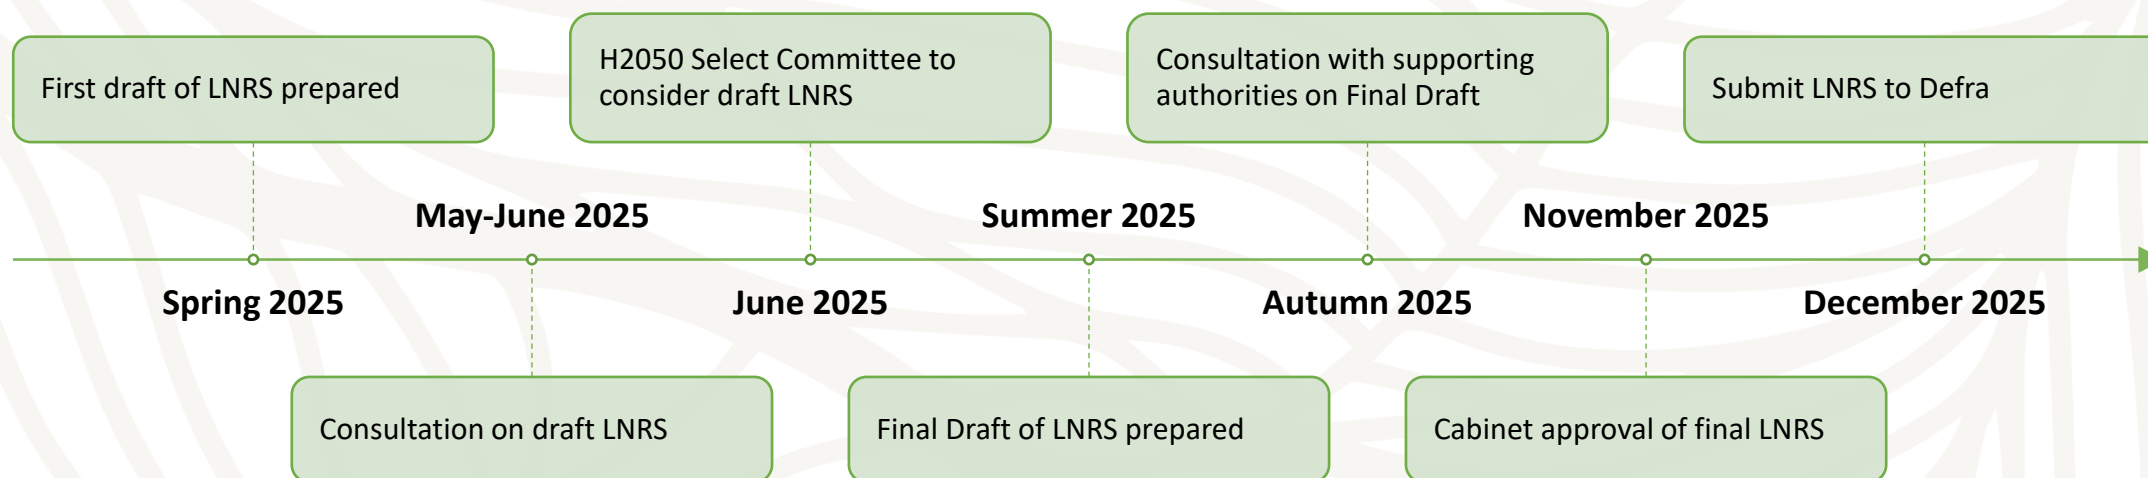 First draft of LNRS prepared
H2050 Select Committee to
consider draft LNRS
Consultation with supporting
authorities on Final Draft
Submit LNRS to Defra
May-June 2025
Summer 2025
November 2025
Spring 2025
June 2025
Autumn 2025
December 2025
Consultation on draft LNRS
Final Draft of LNRS prepared
Cabinet approval of final LNRS